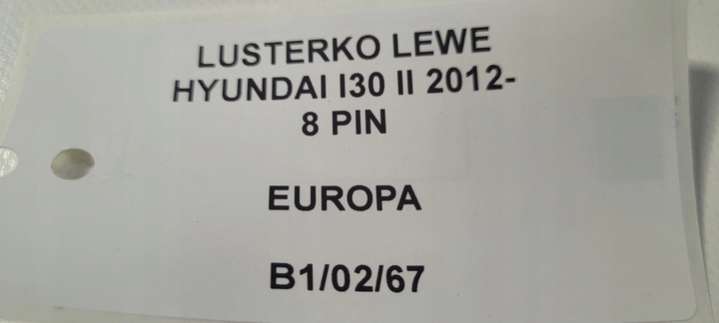 LUSTERKO LEWE
HYUNDAI I30 II 2012-
8 PIN
EUROPA
B1/02/67